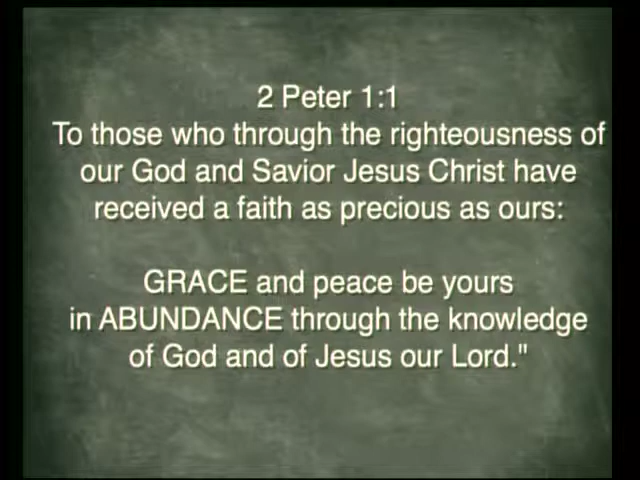 2 Peter 1:1
To those who through the righteousness of
our God and Savior Jesus Christ have
received a faith as precious as ours:
GRACE and peace be yours
in ABUNDANCE through the knowledge
of God and of Jesus our Lord."